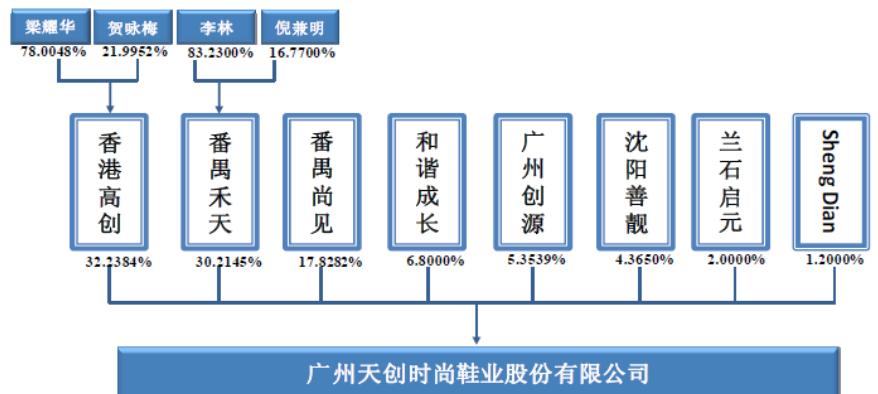 梁耀华 贺咏梅 李林 倪兼明
78.0048% 21.9952% 83.2300% 16.7700%
香港高创
番禺禾天
番禺尚见
和谐成长
广州创源
沈阳善靓
兰石启元
Sheng Dian
32.2384% 30.2145% 17.8282% 6.8000% 5.3539% 4.3650% 2.0000% 1.2000%
广州天创时尚鞋业股份有限公司